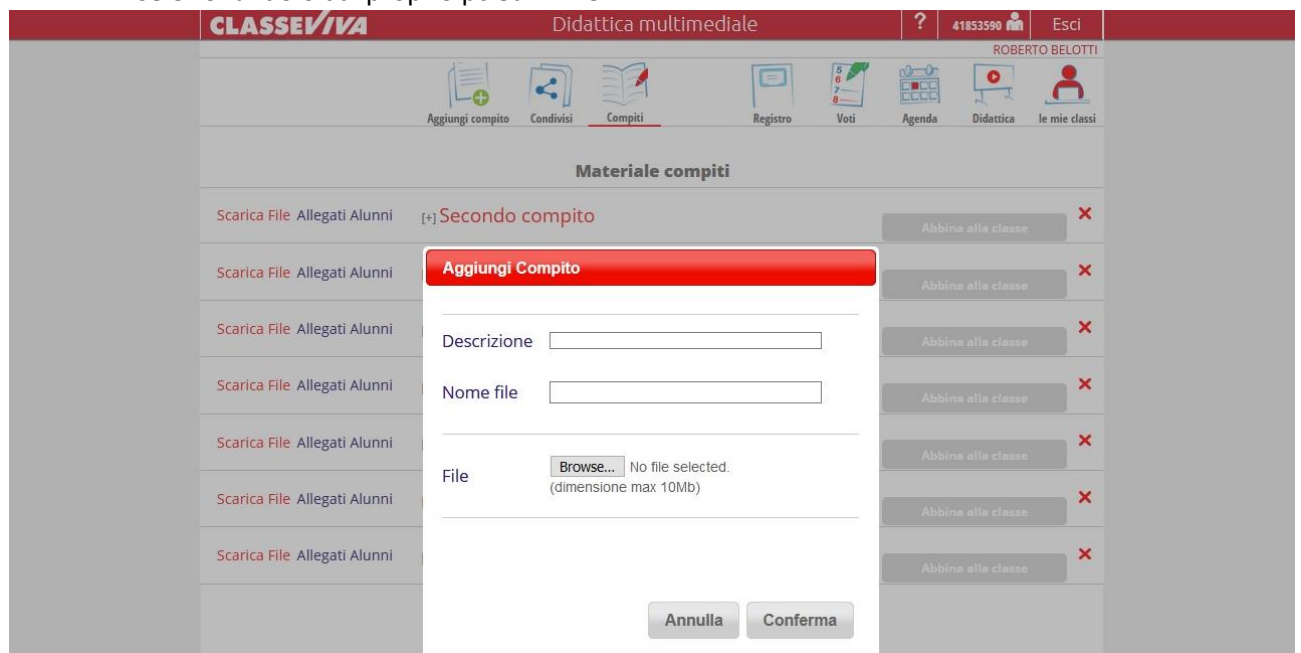 CLASSEVIVA Didattica multimediale ? 41853590 Esci
ROBERTO BELOTTI
Aggiungi compito Condivisi Compiti Registro Voti Agenda Didattica le mie classi
Materiale compiti
Scarica File Allegati Alunni [+] Secondo compito Abbina alla classe
Aggiungi Compito
Scarica File Allegati Alunni Abbina alla classe
Scarica File Allegati Alunni Descrizione Abbina alla classe
Scarica File Allegati Alunni Nome file Abbina alla classe
Scarica File Allegati Alunni Abbina alla classe
File Browse... No file selected.
(dimensione max 10Mb)
Scarica File Allegati Alunni Abbina alla classe
Scarica File Allegati Alunni Abbina alla classe
Annulla Conferma